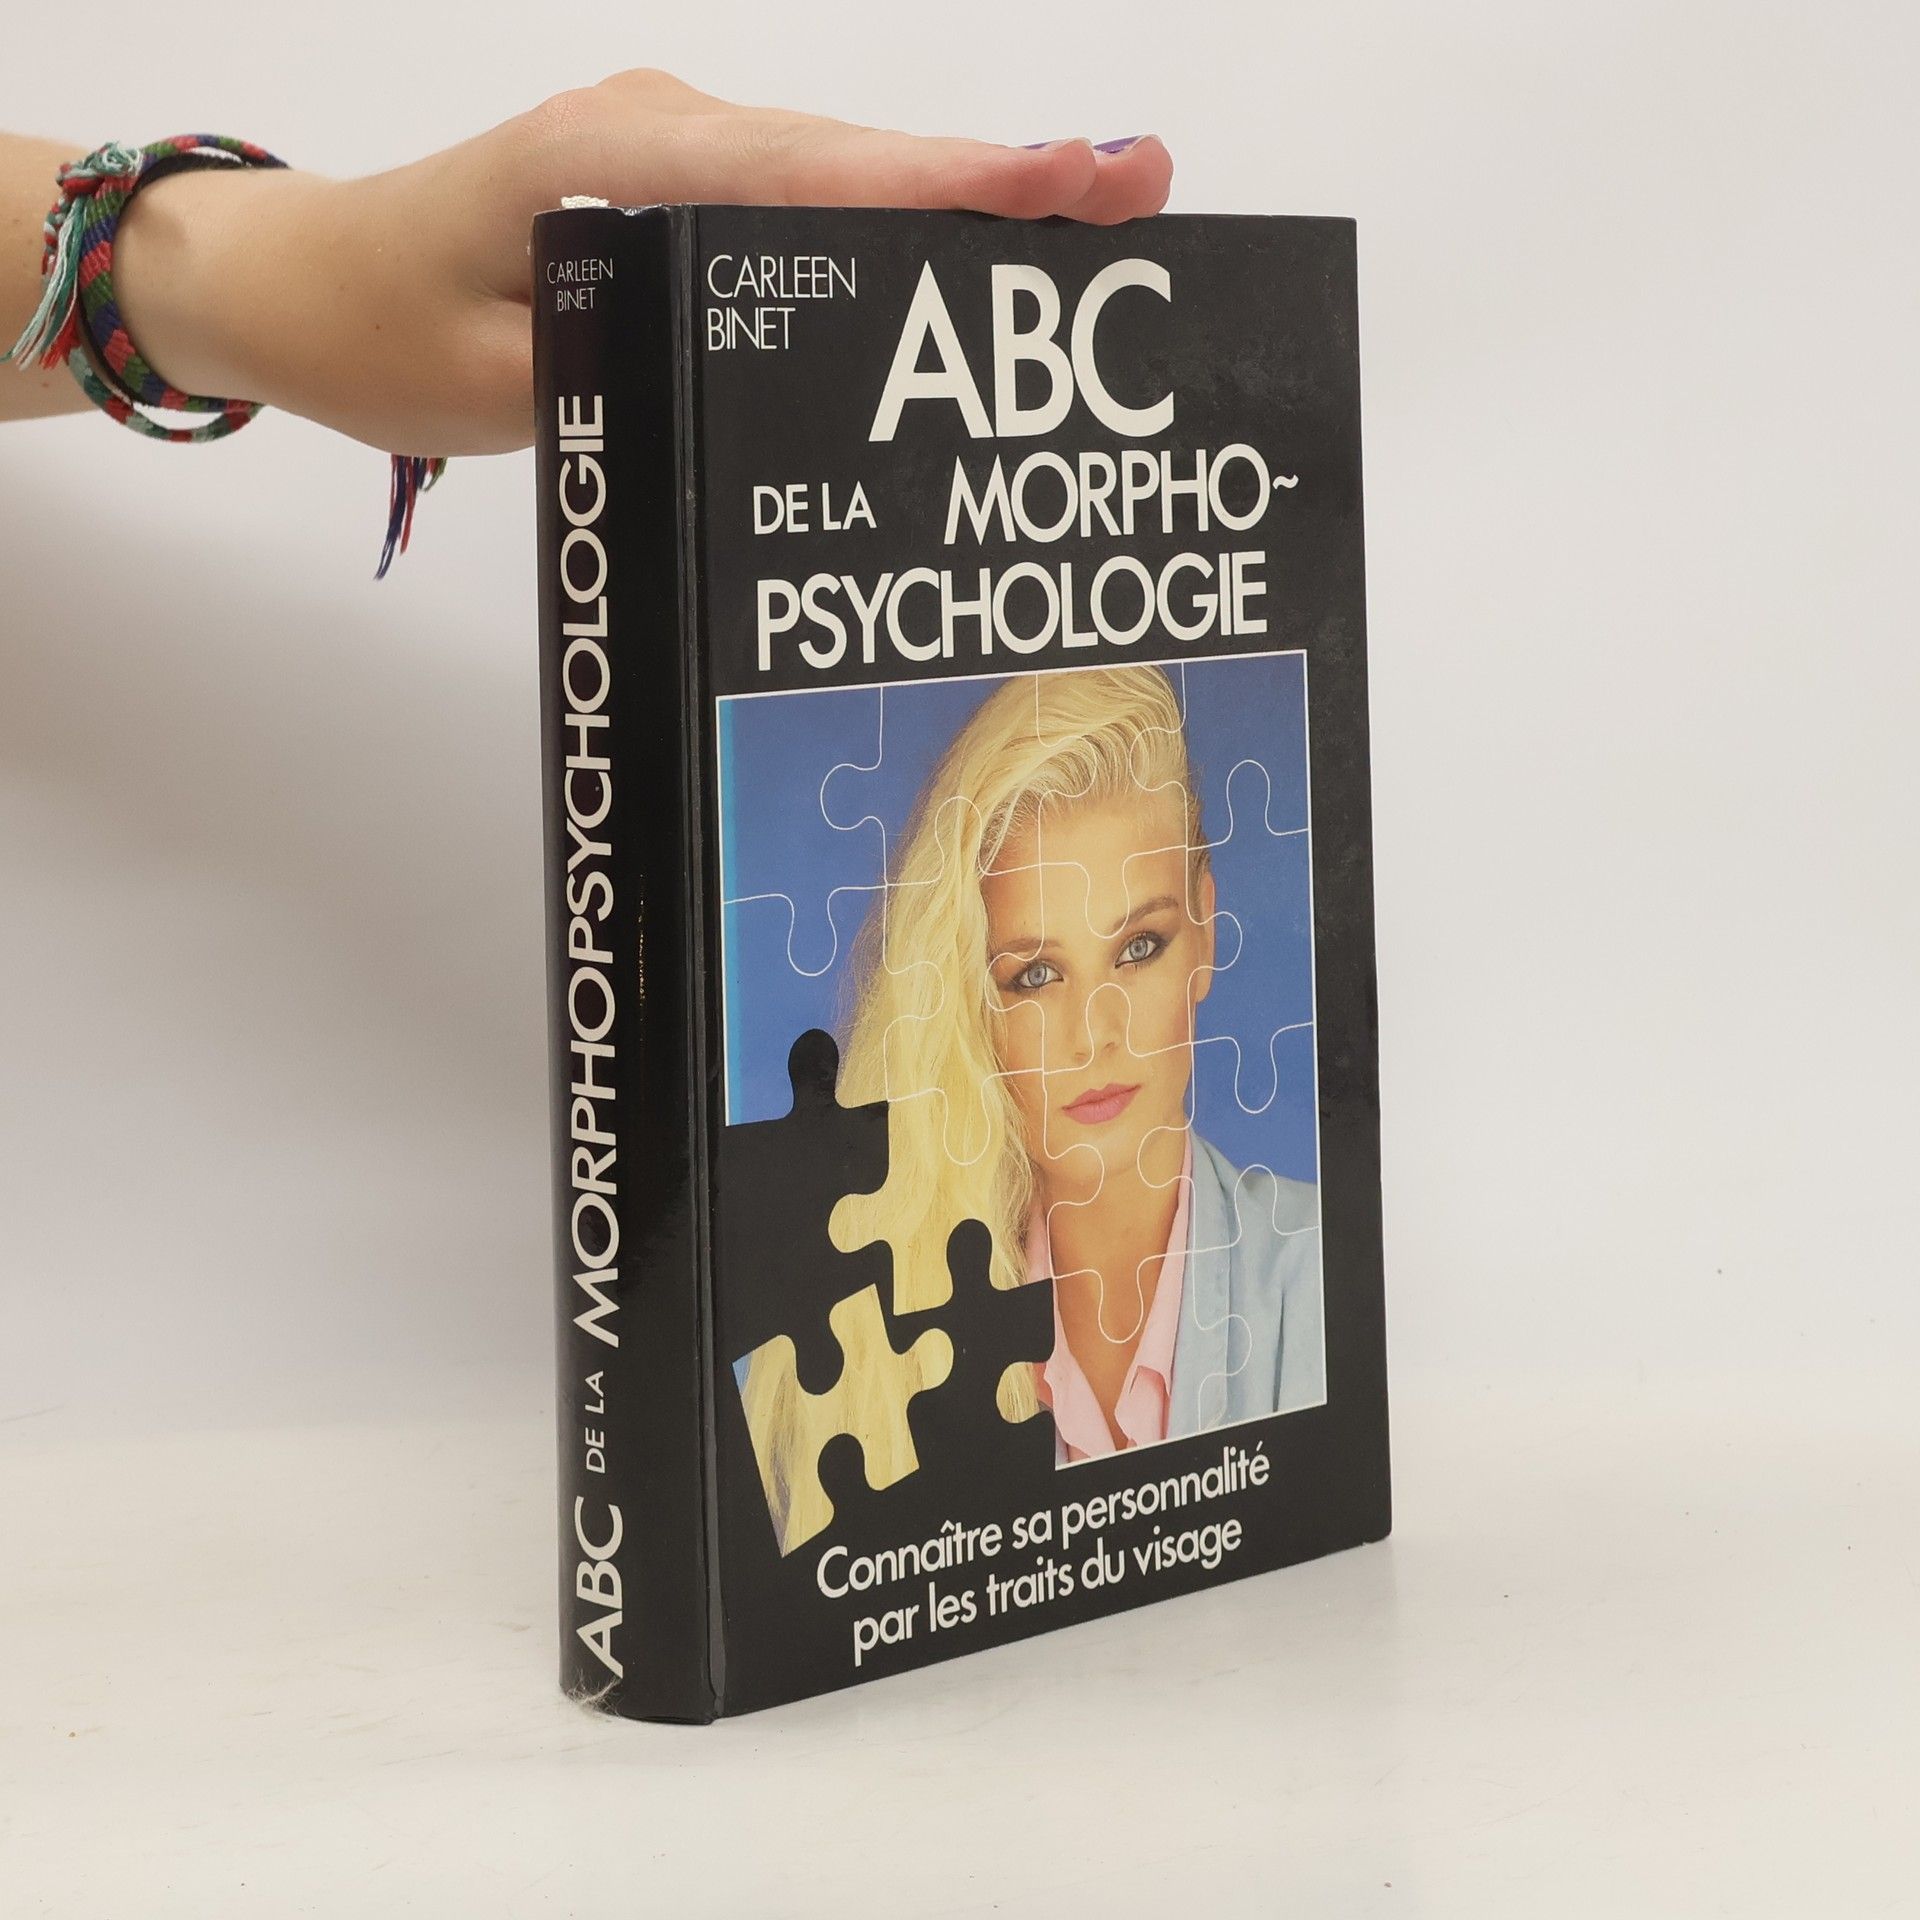 CARLEEN
BINET
ABC DE LA MORPHOPSYCHOLOGIE
CARLEEN
BINET
ABC
DE LA MORPHO~
PSYCHOLOGIE
Connaître sa personnalité
par les traits du visage